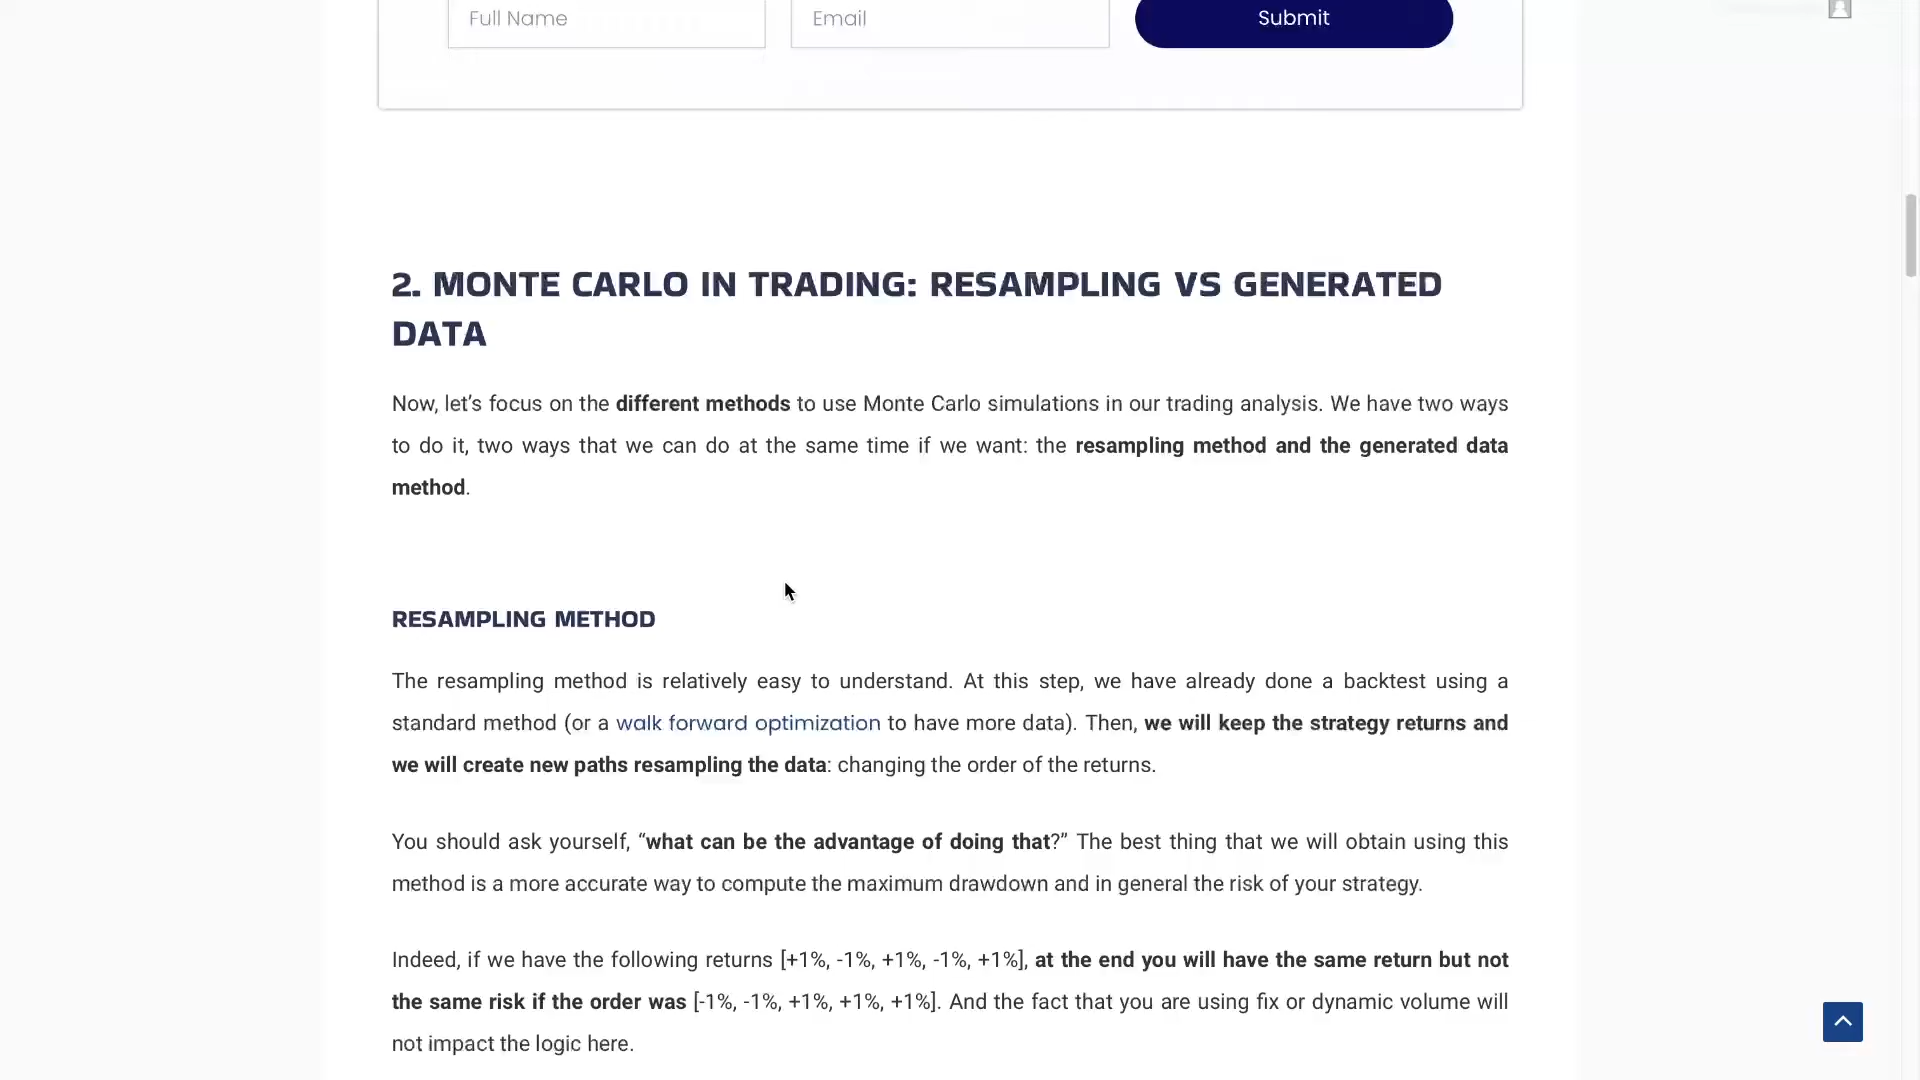 Full Name
Email
Submit
2. MONTE CARLO IN TRADING: RESAMPLING VS GENERATED
DATA
Now, let’s focus on the different methods to use Monte Carlo simulations in our trading analysis. We have two ways
to do it, two ways that we can do at the same time if we want: the resampling method and the generated data
method.
RESAMPLING METHOD
The resampling method is relatively easy to understand. At this step, we have already done a backtest using a
standard method (or a walk forward optimization to have more data). Then, we will keep the strategy returns and
we will create new paths resampling the data: changing the order of the returns.
You should ask yourself, “what can be the advantage of doing that?” The best thing that we will obtain using this
method is a more accurate way to compute the maximum drawdown and in general the risk of your strategy.
Indeed, if we have the following returns [+1%, -1%, +1%, -1%, +1%], at the end you will have the same return but not
the same risk if the order was [-1%, -1%, +1%, +1%, +1%]. And the fact that you are using fix or dynamic volume will
not impact the logic here.